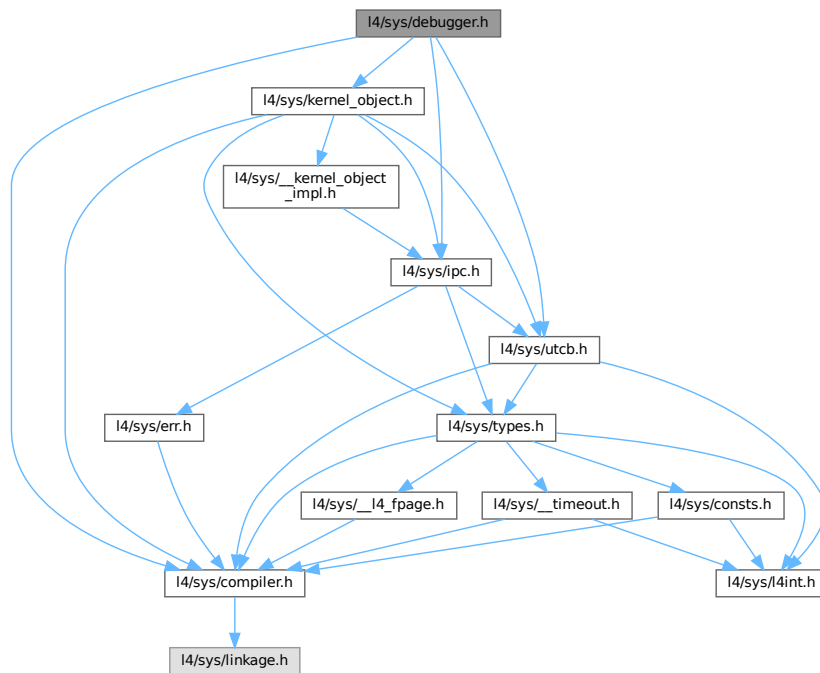 l4/sys/debugger.h
l4/sys/kernel_object.h
l4/sys/__kernel_object
_impl.h
l4/sys/ipc.h
l4/sys/utcb.h
l4/sys/err.h
l4/sys/types.h
l4/sys/__l4_fpage.h
l4/sys/__timeout.h
l4/sys/consts.h
l4/sys/compiler.h
l4/sys/l4int.h
l4/sys/linkage.h